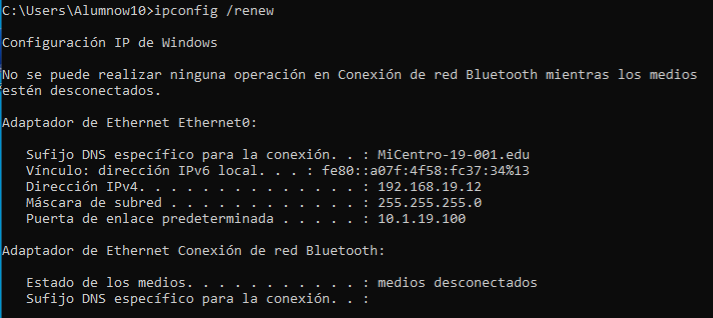 C:\Users\Alumnow10>ipconfig /renew
Configuración IP de Windows
No se puede realizar ninguna operación en Conexión de red Bluetooth mientras los medios
estén desconectados.
Adaptador de Ethernet Ethernet0:
Sufijo DNS específico para la conexión. . : MiCentro-19-001.edu
Vínculo: dirección IPv6 local. . . : fe80::a07f:4f58:fc37:34%13
Dirección IPv4. . . . . . . . . . . . . . : 192.168.19.12
Máscara de subred . . . . . . . . . . . . : 255.255.255.0
Puerta de enlace predeterminada . . . . . : 10.1.19.100
Adaptador de Ethernet Conexión de red Bluetooth:
Estado de los medios. . . . . . . . . . . : medios desconectados
Sufijo DNS específico para la conexión. . :